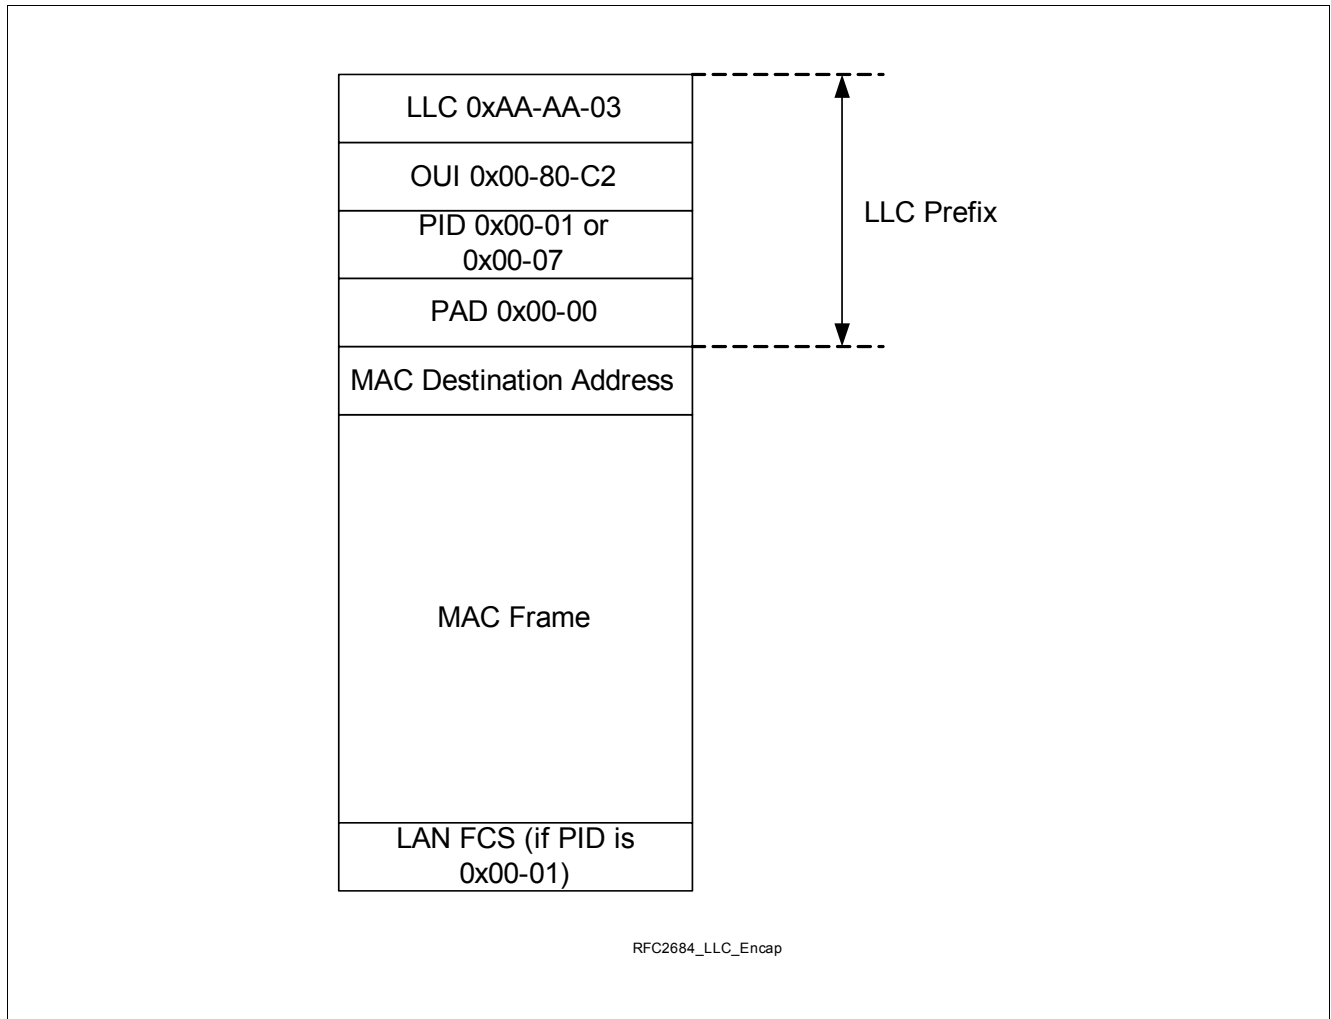 LLC 0xAA-AA-03
OUI 0x00-80-C2
PID 0x00-01 or
0x00-07
PAD 0x00-00
LLC Prefix
MAC Destination Address
MAC Frame
LAN FCS (if PID is
0x00-01)
RFC2684_LLC_Encap